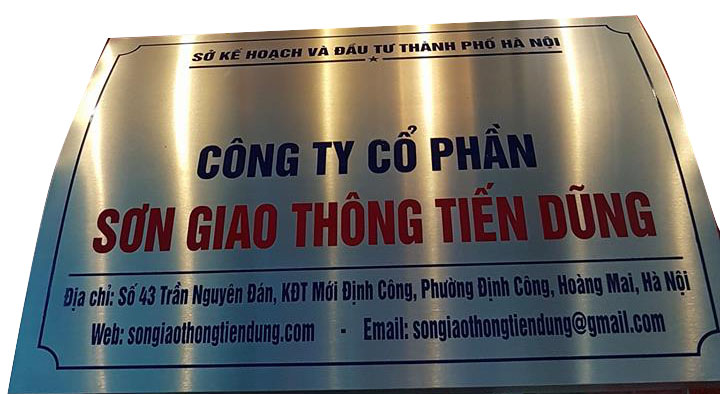 SỞ KẾ HOẠCH VÀ ĐẦU TƯ THÀNH PHỐ HÀ NỘI
CÔNG TY CỔ PHẦN
SƠN GIAO THÔNG TIẾN DŨNG
Địa chỉ: Số 43 Trần Nguyên Đán, KĐT Mới Định Công, Phường Định Công, Hoàng Mai, Hà Nội
Web: songiaothongtiendung.com - Email: songiaothongtiendung@gmail.com